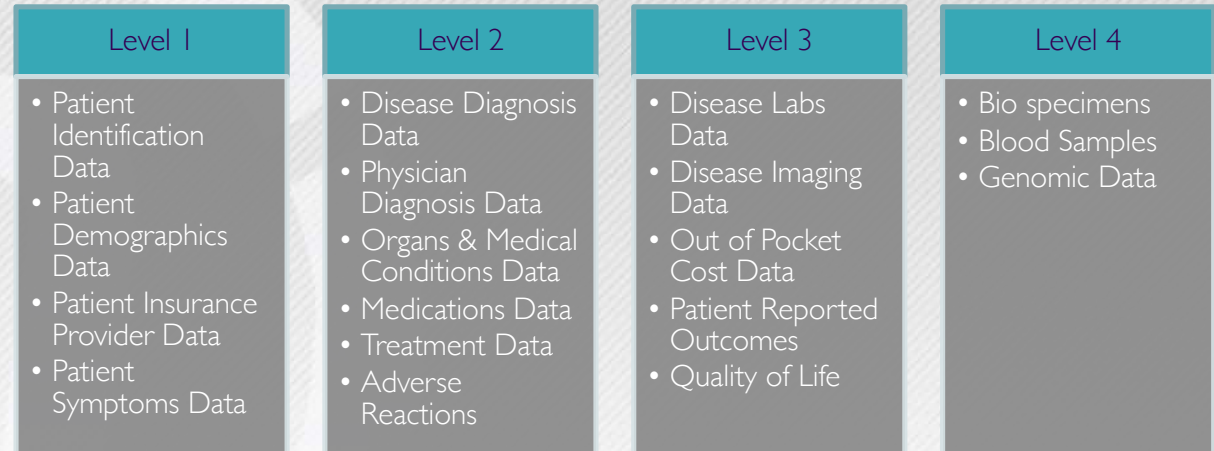 Level 1
• Patient
Identification
Data
• Patient
Demographics
Data
• Patient Insurance
Provider Data
• Patient
Symptoms Data
Level 2
• Disease Diagnosis
Data
• Physician
Diagnosis Data
• Organs & Medical
Conditions Data
• Medications Data
• Treatment Data
• Adverse
Reactions
Level 3
• Disease Labs
Data
• Disease Imaging
Data
• Out of Pocket
Cost Data
• Patient Reported
Outcomes
• Quality of Life
Level 4
• Bio specimens
• Blood Samples
• Genomic Data